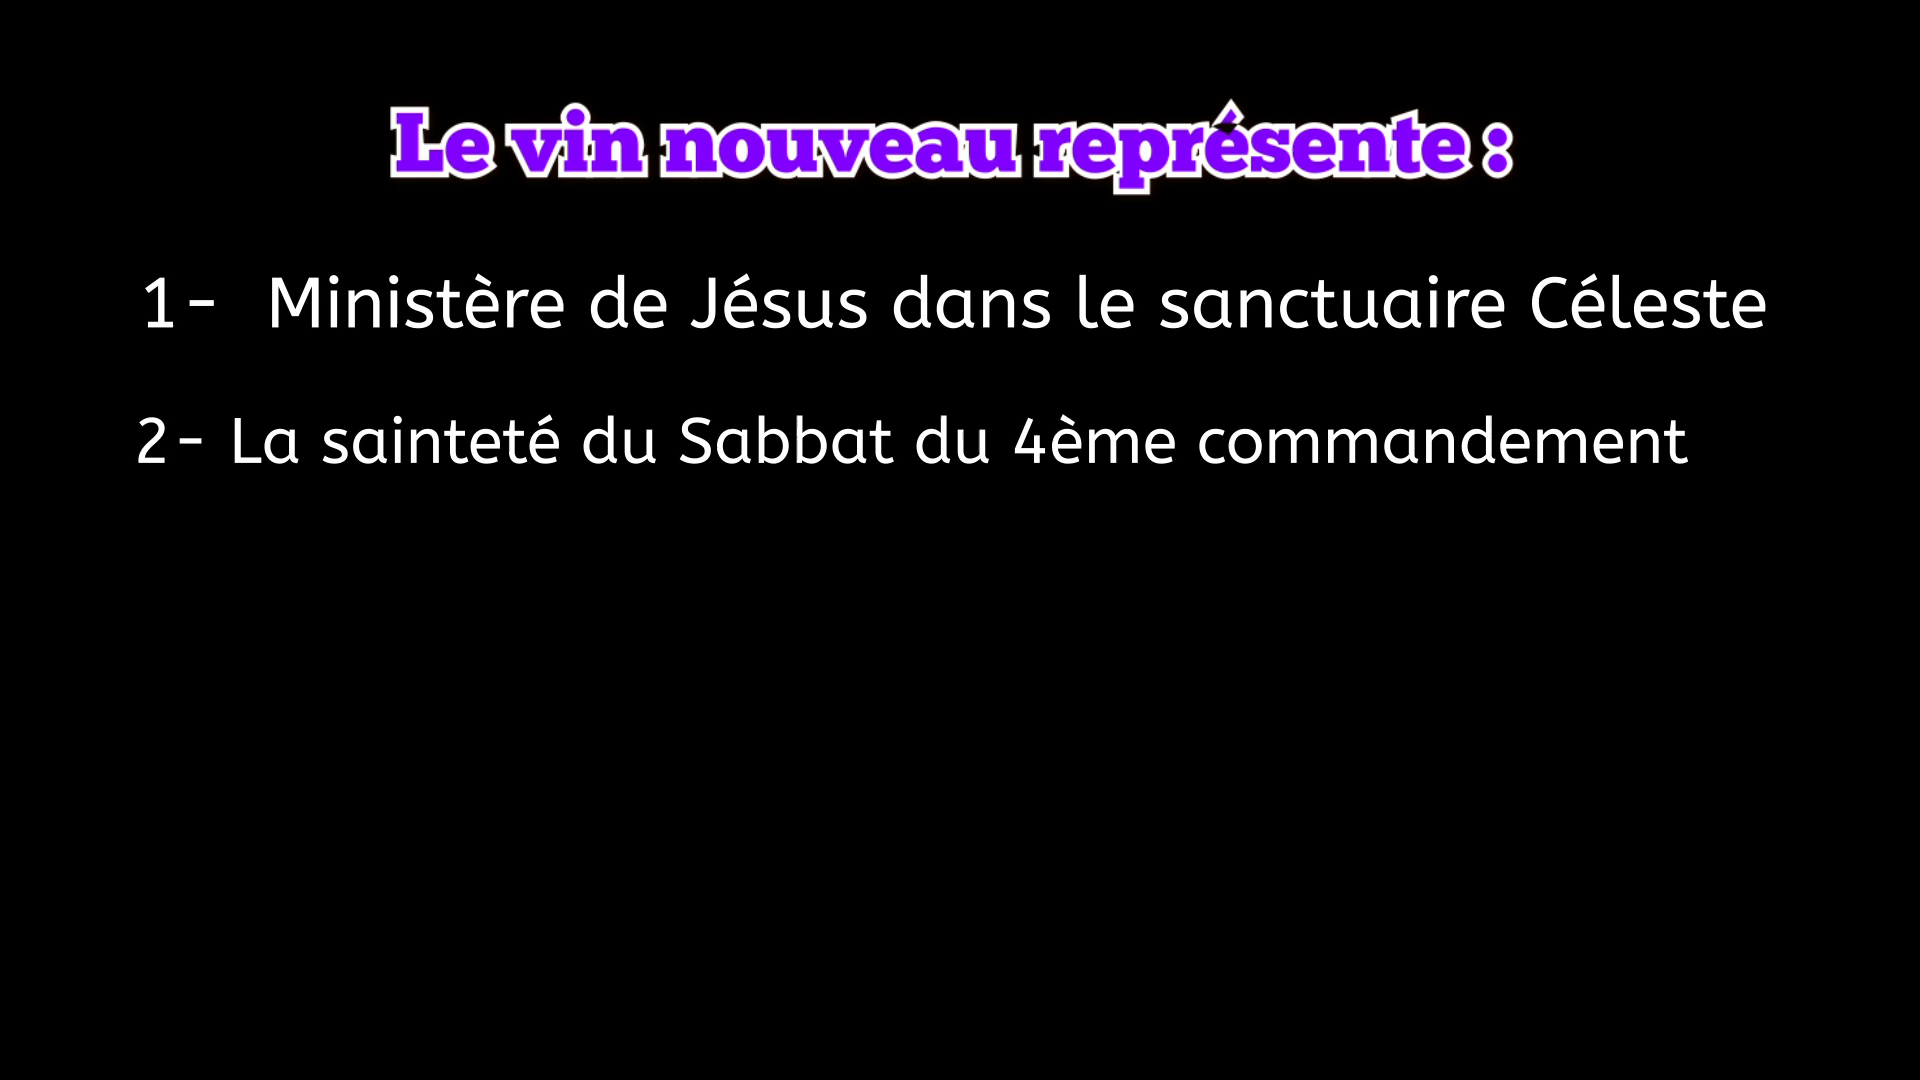 Le vin nouveau représente :
1- Ministère de Jésus dans le sanctuaire Céleste
2- La sainteté du Sabbat du 4ème commandement